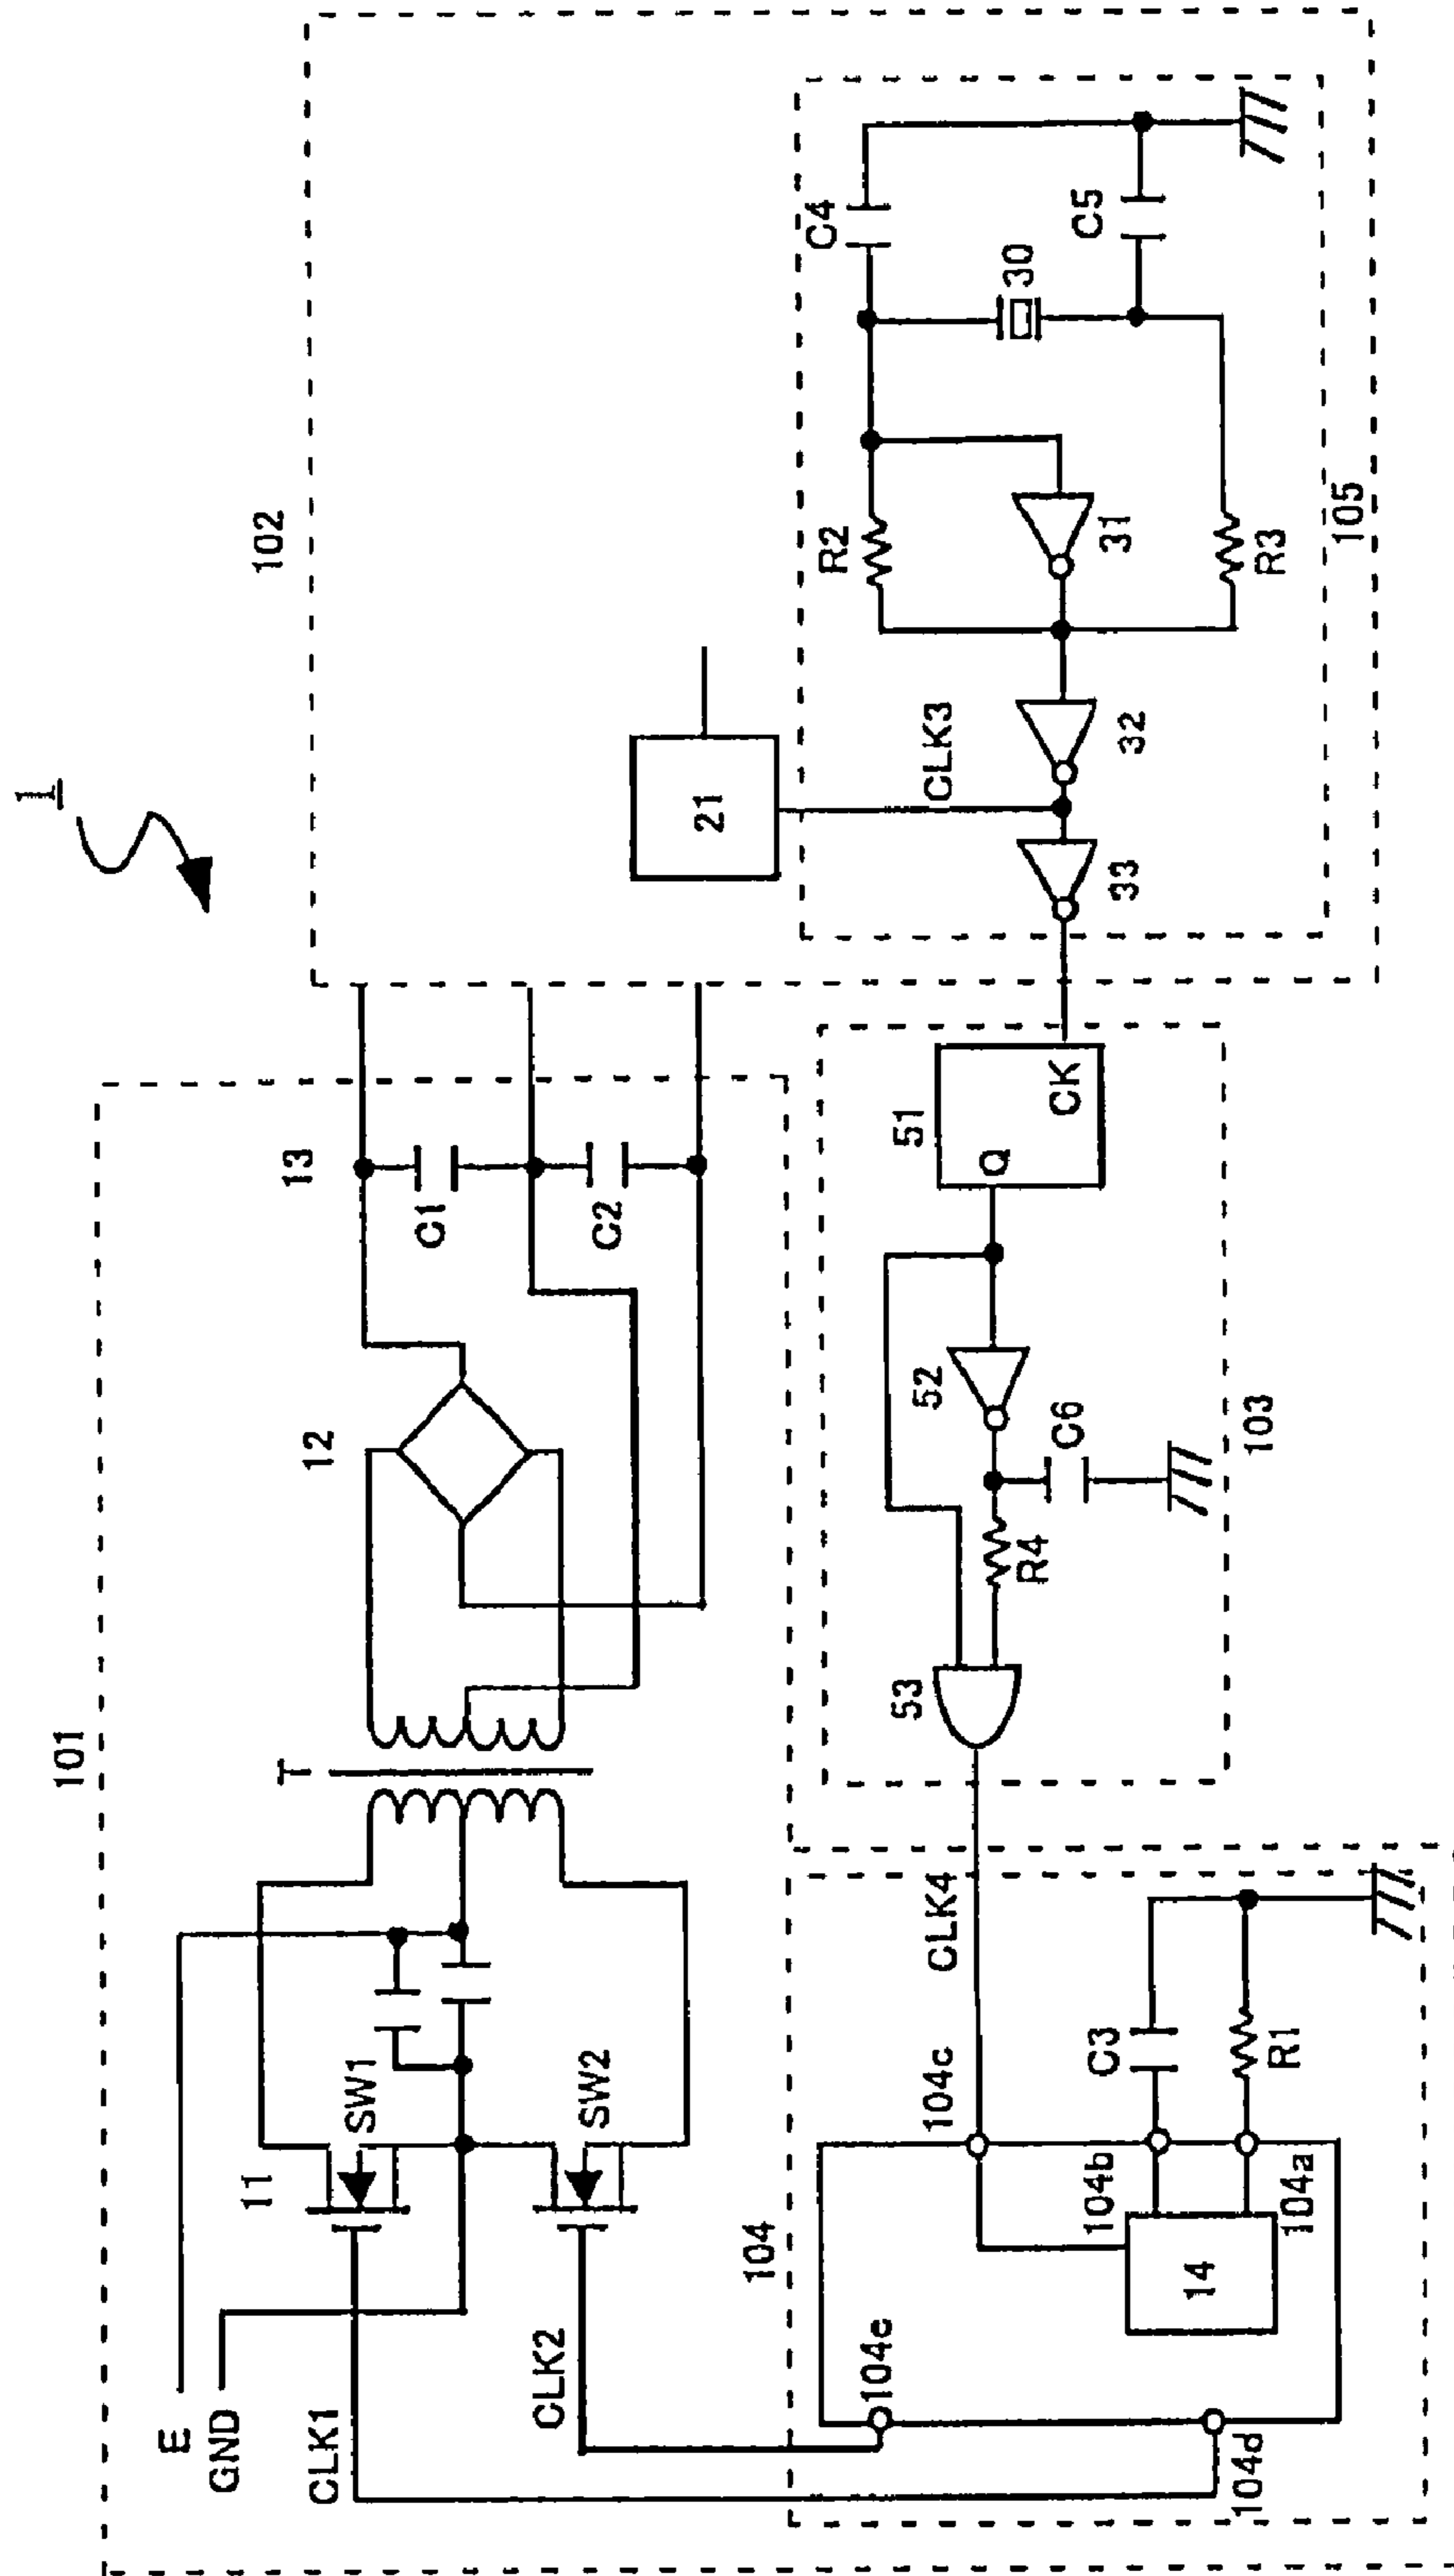 1
101
102
E
GND
CLK1
CLK2
11
SW1
SW2
T
12
13
C1
C2
21
CLK3
C4
30
C5
R2
31
R3
32
33
105
51
Q
CK
52
C6
R4
53
103
CLK4
104
104c
104b
104a
104e
104d
14
C3
R1